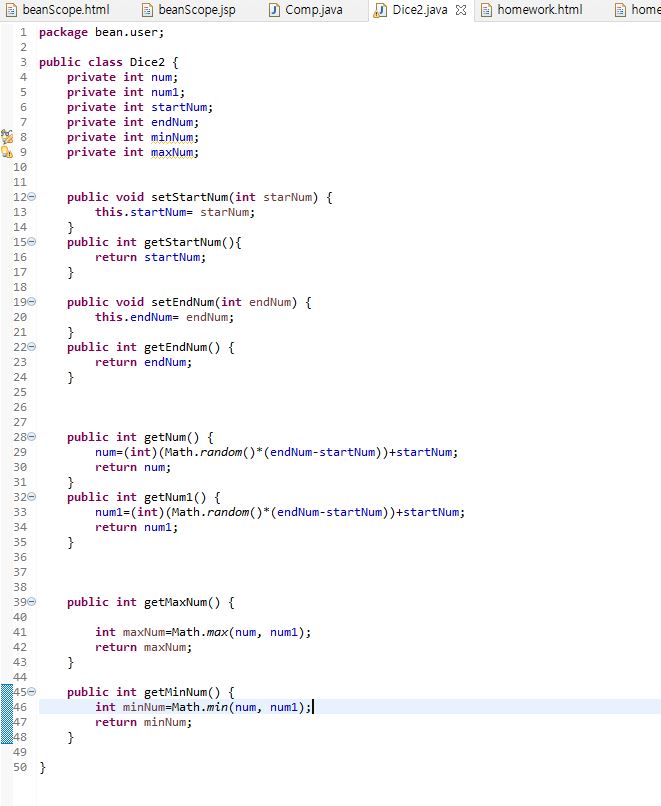 beanScope.html beanScope.jsp Comp.java Dice2.java homework.html home
1 package bean.user;
2
3 public class Dice2 {
4     private int num;
5     private int num1;
6     private int startNum;
7     private int endNum;
8     private int minNum;
9     private int maxNum;
10
11
12     public void setStartNum(int starNum) {
13         this.startNum= starNum;
14     }
15     public int getStartNum(){
16         return startNum;
17     }
18
19     public void setEndNum(int endNum) {
20         this.endNum= endNum;
21     }
22     public int getEndNum() {
23         return endNum;
24     }
25
26
27
28     public int getNum() {
29         num=(int)(Math.random()*(endNum-startNum))+startNum;
30         return num;
31     }
32     public int getNum1() {
33         num1=(int)(Math.random()*(endNum-startNum))+startNum;
34         return num1;
35     }
36
37
38
39     public int getMaxNum() {
40
41         int maxNum=Math.max(num, num1);
42         return maxNum;
43     }
44
45     public int getMinNum() {
46         int minNum=Math.min(num, num1);
47         return minNum;
48     }
49
50 }